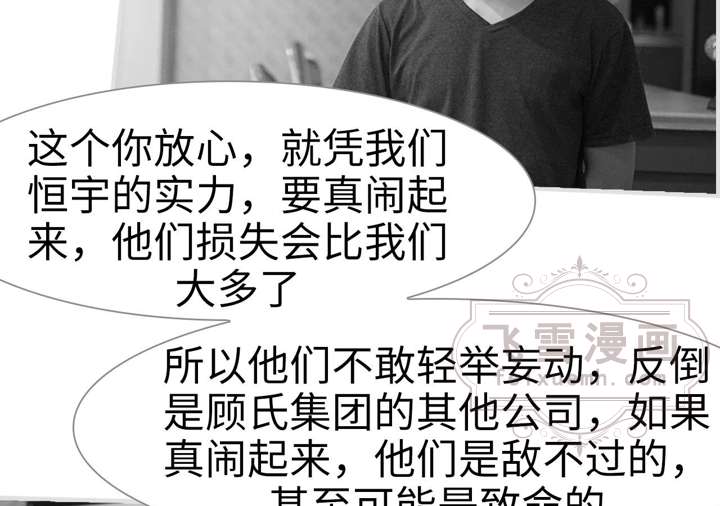 这个你放心，就凭我们
恒宇的实力，要真闹起
来，他们损失会比我们
大多了
飞雪漫画
所以他们不敢轻举妄动，反倒
是顾氏集团的其他公司，如果
真闹起来，他们是敌不过的，
甚至可能是致命的